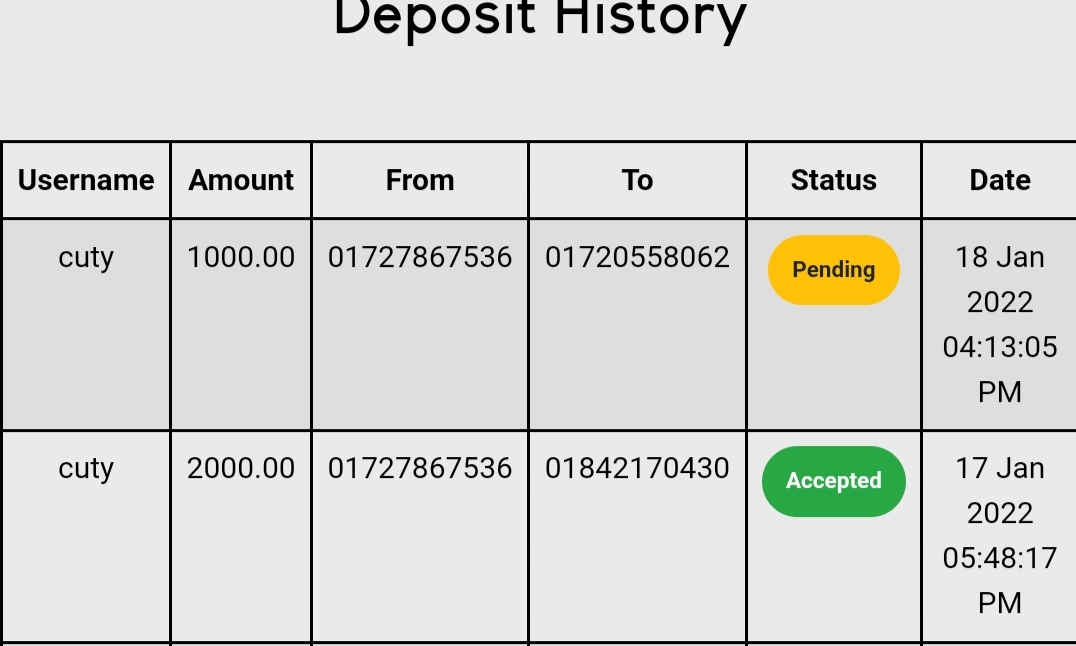 Deposit History
Username Amount From To Status Date
cuty 1000.00 01727867536 01720558062 Pending 18 Jan
2022
04:13:05
PM
cuty 2000.00 01727867536 01842170430 Accepted 17 Jan
2022
05:48:17
PM